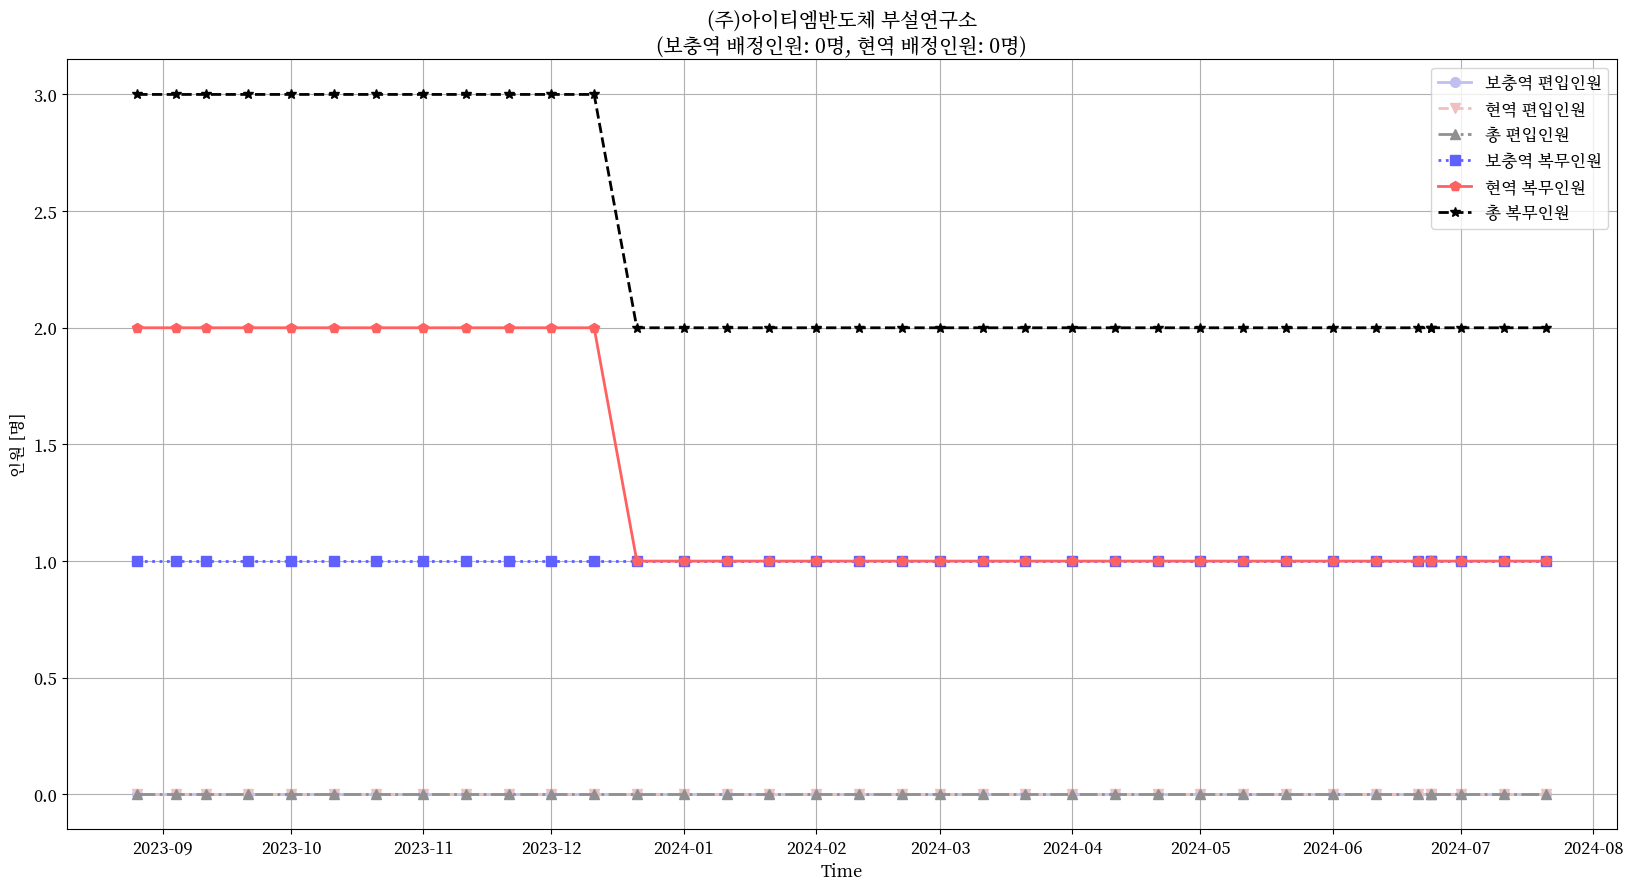 (주)아이티엠반도체 부설연구소
(보충역 배정인원: 0명, 현역 배정인원: 0명)
보충역 편입인원
현역 편입인원
총 편입인원
보충역 복무인원
현역 복무인원
총 복무인원
인원 [명]
3.0
2.5
2.0
1.5
1.0
0.5
0.0
2023-09 2023-10 2023-11 2023-12 2024-01 2024-02 2024-03 2024-04 2024-05 2024-06 2024-07 2024-08
Time